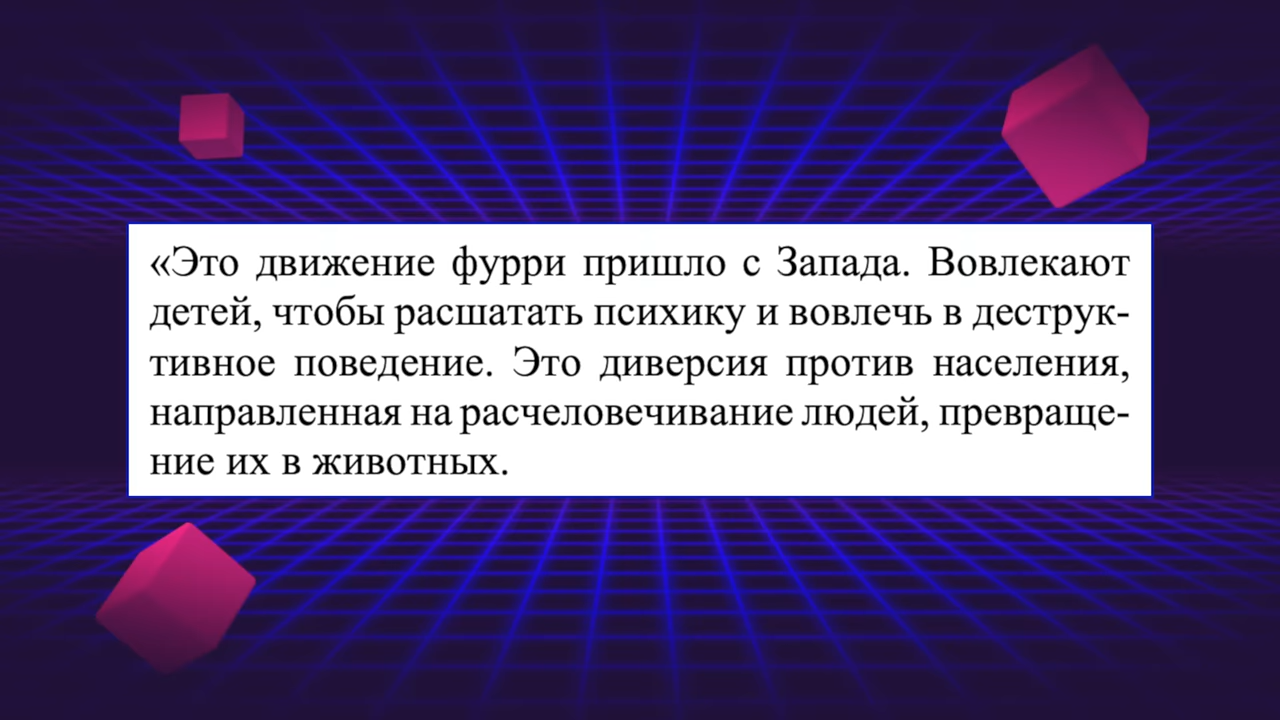 «Это движение фурри пришло с Запада. Вовлекают
детей, чтобы расшатать психику и вовлечь в деструк-
тивное поведение. Это диверсия против населения,
направленная на расчеловечивание людей, превраще-
ние их в животных.